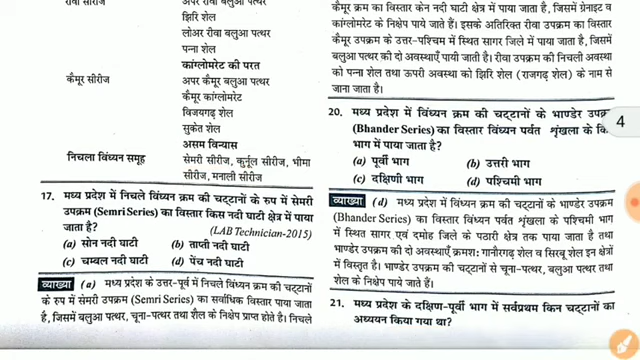 रीवा सीरीज अपर रीवा बलुआ पत्थर
झिरि शेल
लोअर रीवा बलुआ पत्थर
पन्ना शेल
कांग्लोमरेट की परत
कैमूर सीरीज अपर कैमूर बलुआ पत्थर
कैमूर कांग्लोमरेट
विजयगढ़ शेल
सुकेत शेल
असम विन्यास
निचला विंध्यन समूह सेमरी सीरीज, कुर्नूल सीरीज, भीमा
सीरीज, मनाली सीरीज
17. मध्य प्रदेश में निचले विंध्यन क्रम की चट्टानों के रुप में सेमरी
उपक्रम (Semri Series) का विस्तार किस नदी घाटी क्षेत्र में पाया
जाता है? (LAB Technician-2015)
(a) सोन नदी घाटी (b) ताप्ती नदी घाटी
(c) चम्बल नदी घाटी (d) पेंच नदी घाटी
व्याख्या (a) मध्य प्रदेश के उत्तर-पूर्व में निचले विंध्यन क्रम की चट्टानों
के रुप में सेमरी उपक्रम (Semri Series) का सर्वाधिक विस्तार पाया जाता
है, जिसमें बलुआ पत्थर, चूना-पत्थर तथा शैल के निक्षेप प्राप्त होते है। निचले
कैमूर क्रम का विस्तार केन नदी घाटी क्षेत्र में पाया जाता है, जिसमें ग्रेनाइट व
कांग्लोमरेट के निक्षेप पाये जाते हैं। इसके अतिरिक्त रीवा उपक्रम का विस्तार
कैमूर उपक्रम के उत्तर-पश्चिम में स्थित सागर जिले में पाया जाता है, जिसमें
बलुआ पत्थर की दो अवस्थाएँ पायी जाती है। रीवा उपक्रम की निचली अवस्था
को पन्ना शेल तथा ऊपरी अवस्था को झिरि शेल (राजगढ़ शेल) के नाम से
जाना जाता है।
20. मध्य प्रदेश में विंध्यन क्रम की चट्टानों के भाण्डेर उपक्र
(Bhander Series) का विस्तार विंध्यन पर्वत शृंखला के कि
भाग में पाया जाता है?
(a) पूर्वी भाग (b) उत्तरी भाग
(c) दक्षिणी भाग (d) पश्चिमी भाग
व्याख्या (d) मध्य प्रदेश में विंध्यन क्रम की चट्टानों के भाण्डेर उपक्रम
(Bhander Series) का विस्तार विंध्यन पर्वत शृंखला के पश्चिमी भाग
में स्थित सागर एवं दमोह जिले के पठारी क्षेत्र तक पाया जाता है तथा
भाण्डेर उपक्रम की दो अवस्थाएँ क्रमशः गानौरगढ़ शेल व सिरबू शेल इन क्षेत्र
में विस्तृत है। भाण्डेर उपक्रम की चट्टानों से चूना-पत्थर, बलुआ पत्थर तथा
शेल के निक्षेप पाये जाते हैं।
21. मध्य प्रदेश के दक्षिण-पूर्वी भाग में सर्वप्रथम किन चट्टानों का
अध्ययन किया गया था?
4